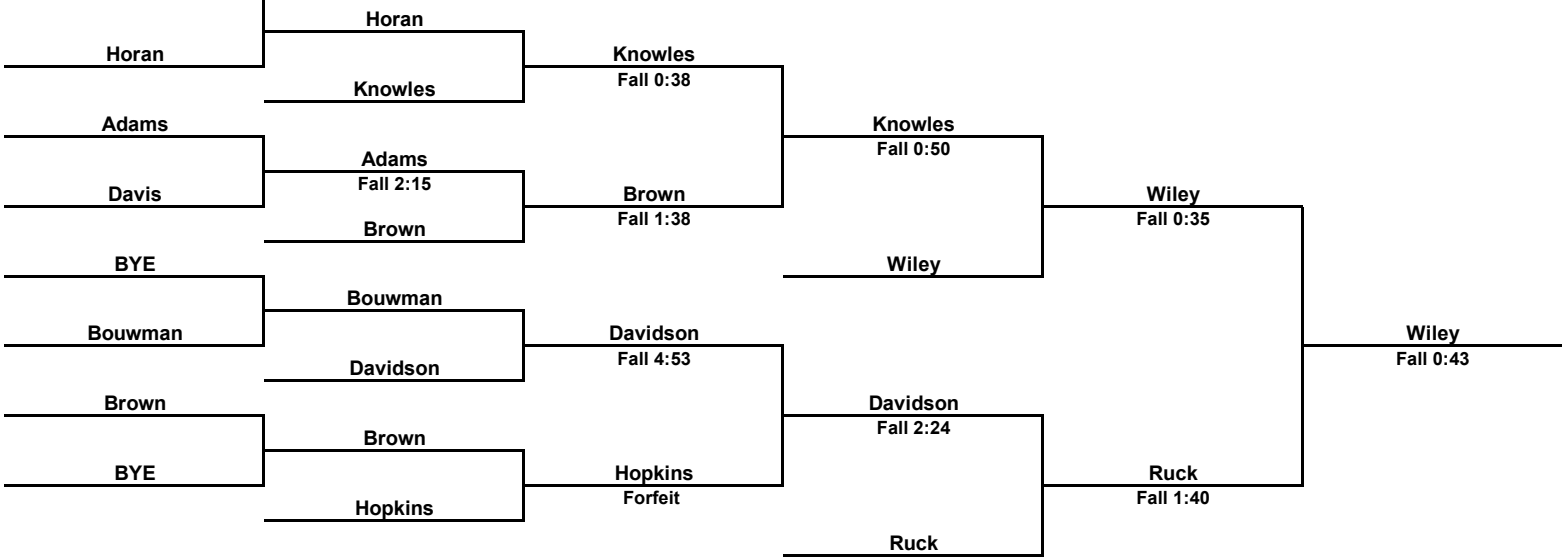 Horan
Horan
Knowles
Fall 0:38
Knowles
Adams
Knowles
Fall 0:50
Adams
Fall 2:15
Davis
Brown
Fall 1:38
Wiley
Fall 0:35
Brown
BYE
Wiley
Bouwman
Bouwman
Davidson
Fall 4:53
Wiley
Fall 0:43
Davidson
Brown
Davidson
Fall 2:24
Brown
BYE
Hopkins
Forfeit
Ruck
Fall 1:40
Hopkins
Ruck